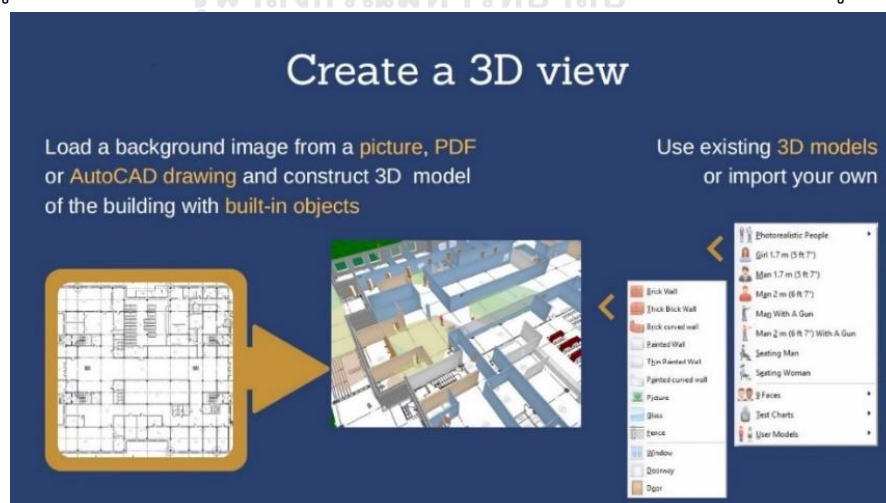 Create a 3D view
Load a background image from a picture, PDF
or AutoCAD drawing and construct 3D model
of the building with built-in objects
Use existing 3D models
or import your own
Photorealistic People
Girl 1.7 m (5 ft 7")
Man 1.7 m (5 ft 7")
Man 2 m (6 ft 7")
Man With A Gun
Man 2 m (6 ft 7") With A Gun
Seating Man
Seating Woman
9 Faces
Test Charts
User Models
Brick Wall
Thick Brick Wall
Brick curved wall
Painted Wall
Thin Painted Wall
Painted curved wall
Picture
Glass
Fence
Window
Doorway
Door